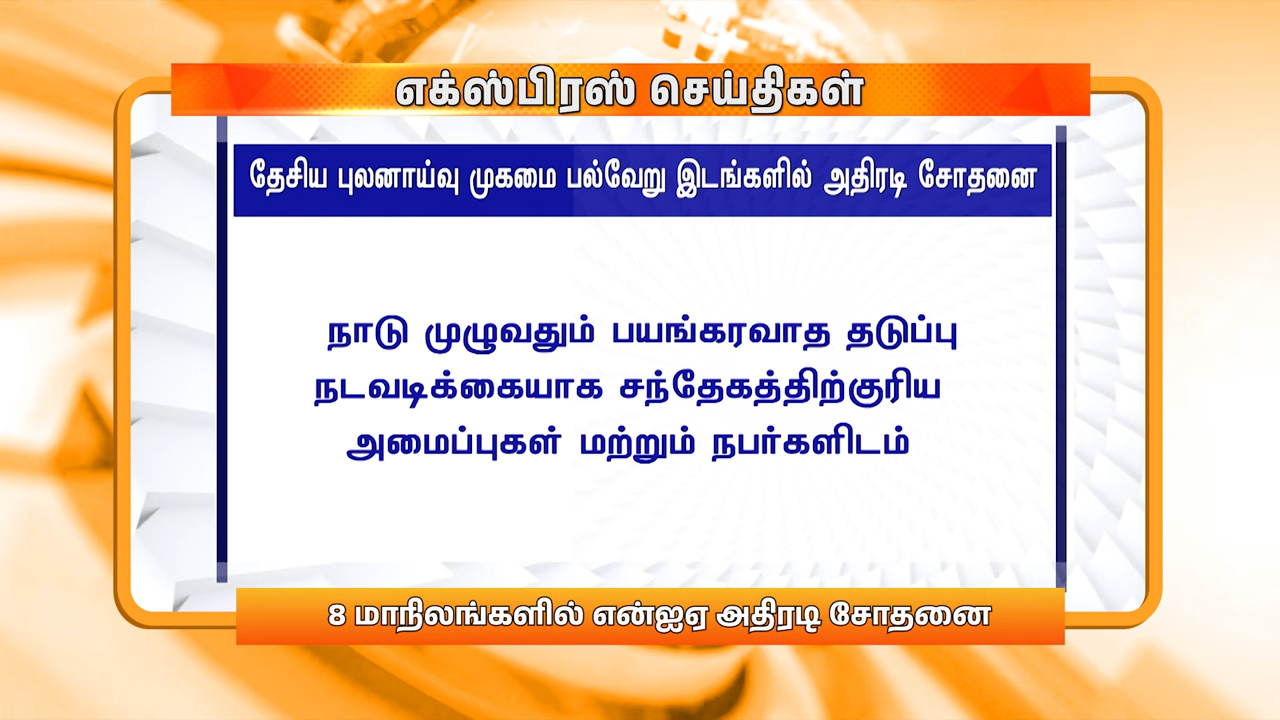 எக்ஸ்பிரஸ் செய்திகள்
தேசிய புலனாய்வு முகமை பல்வேறு இடங்களில் அதிரடி சோதனை
நாடு முழுவதும் பயங்கரவாத தடுப்பு
நடவடிக்கையாக சந்தேகத்திற்குரிய
அமைப்புகள் மற்றும் நபர்களிடம்
8 மாநிலங்களில் என்ஐஏ அதிரடி சோதனை